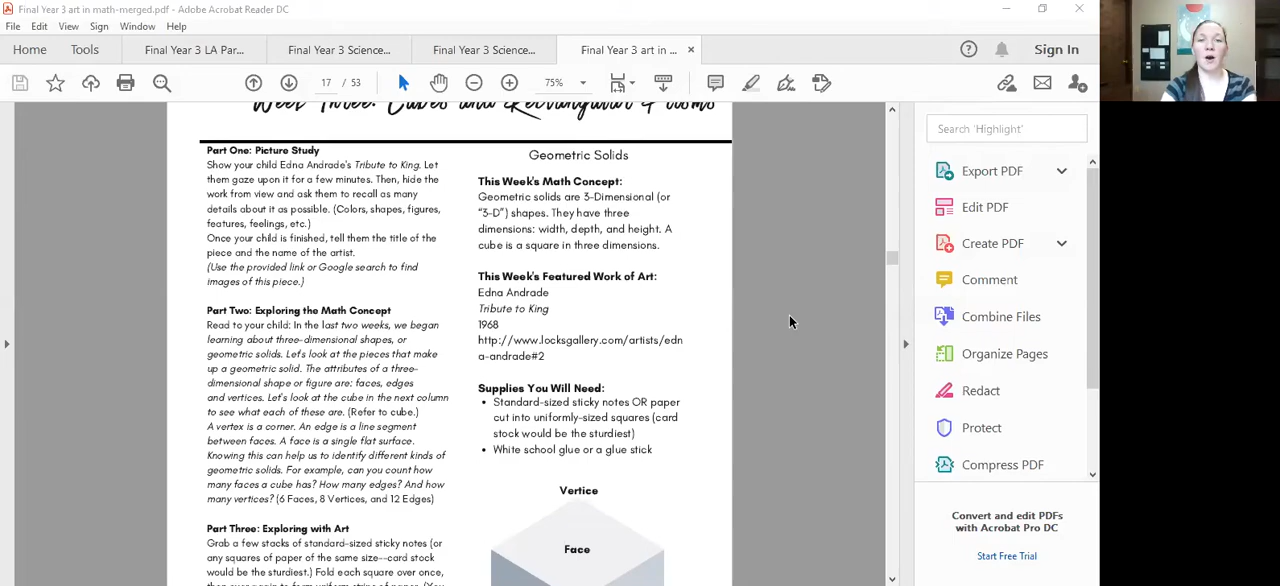 Final Year 3 art in math-merged.pdf - Adobe Acrobat Reader DC
File Edit View Sign Window Help
Home Tools Final Year 3 LA Par... Final Year 3 Science... Final Year 3 Science... Final Year 3 art in ... × Sign In
17 / 53 75%
Week Three: Cubes and Rectangular Prisms
Part One: Picture Study
Show your child Edna Andrade's Tribute to King. Let
them gaze upon it for a few minutes. Then, hide the
work from view and ask them to recall as many
details about it as possible. (Colors, shapes, figures,
features, feelings, etc.)
Once your child is finished, tell them the title of the
piece and the name of the artist.
(Use the provided link or Google search to find
images of this piece.)
Part Two: Exploring the Math Concept
Read to your child: In the last two weeks, we began
learning about three-dimensional shapes, or
geometric solids. Let's look at the pieces that make
up a geometric solid. The attributes of a three-
dimensional shape or figure are: faces, edges
and vertices. Let's look at the cube in the next column
to see what each of these are. (Refer to cube.)
A vertex is a corner. An edge is a line segment
between faces. A face is a single flat surface.
Knowing this can help us to identify different kinds of
geometric solids. For example, can you count how
many faces a cube has? How many edges? And how
many vertices? (6 Faces, 8 Vertices, and 12 Edges)
Part Three: Exploring with Art
Grab a few stacks of standard-sized sticky notes (or
any squares of paper of the same size--card stock
would be the sturdiest.) Fold each square over once,
Geometric Solids
This Week's Math Concept:
Geometric solids are 3-Dimensional (or
"3-D") shapes. They have three
dimensions: width, depth, and height. A
cube is a square in three dimensions.
This Week's Featured Work of Art:
Edna Andrade
Tribute to King
1968
http://www.locksgallery.com/artists/edn
a-andrade#2
Supplies You Will Need:
• Standard-sized sticky notes OR paper
cut into uniformly-sized squares (card
stock would be the sturdiest)
• White school glue or a glue stick
Vertice
Face
Search 'Highlight'
Export PDF
Edit PDF
Create PDF
Comment
Combine Files
Organize Pages
Redact
Protect
Compress PDF
Convert and edit PDFs
with Acrobat Pro DC
Start Free Trial